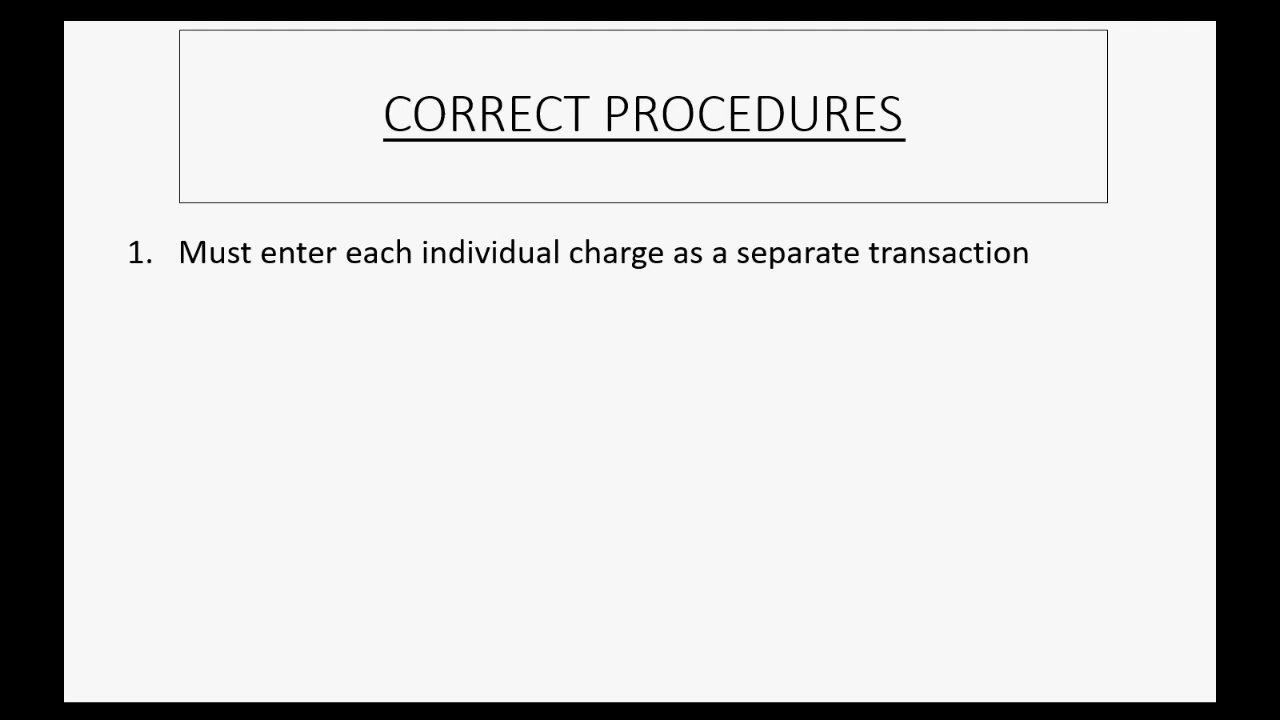 CORRECT PROCEDURES
1. Must enter each individual charge as a separate transaction